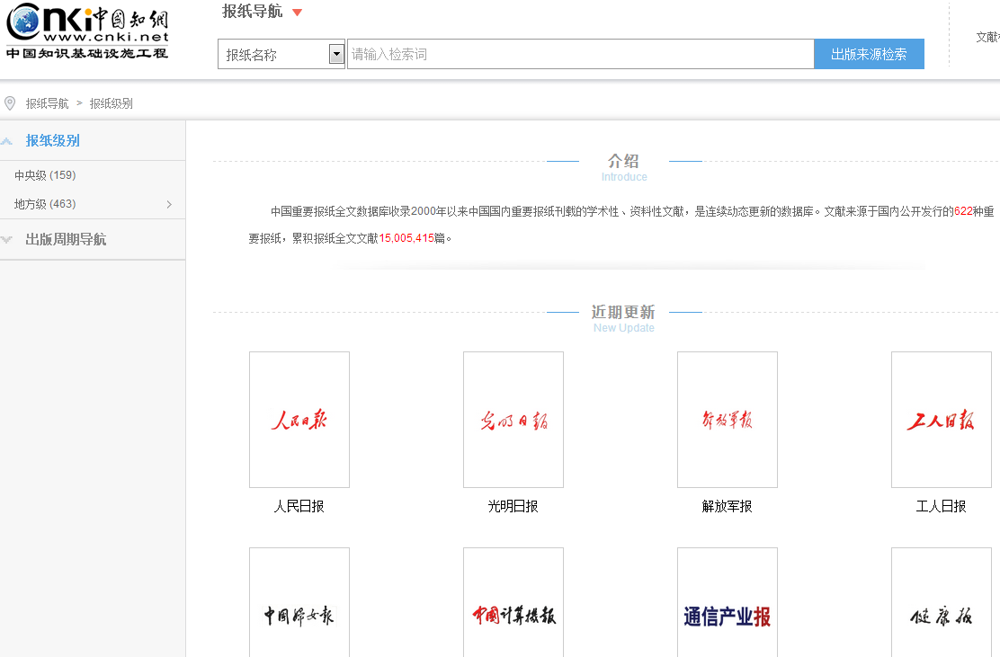 cnki中国知網
www.cnki.net
中国知识基础设施工程
报纸导航
报纸名称
请输入检索词
出版来源检索
文献
报纸导航 > 报纸级别
报纸级别
中央级 (159)
地方级 (463)
出版周期导航
介绍
Introduce
中国重要报纸全文数据库收录2000年以来中国国内重要报纸刊载的学术性、资料性文献，是连续动态更新的数据库。文献来源于国内公开发行的622种重
要报纸，累积报纸全文文献15,005,415篇。
近期更新
New Update
人民日报
光明日報
解放军报
工人日报
人民日报
光明日报
解放军报
工人日报
中国婦女報
中國计算機報
通信产业报
健康报